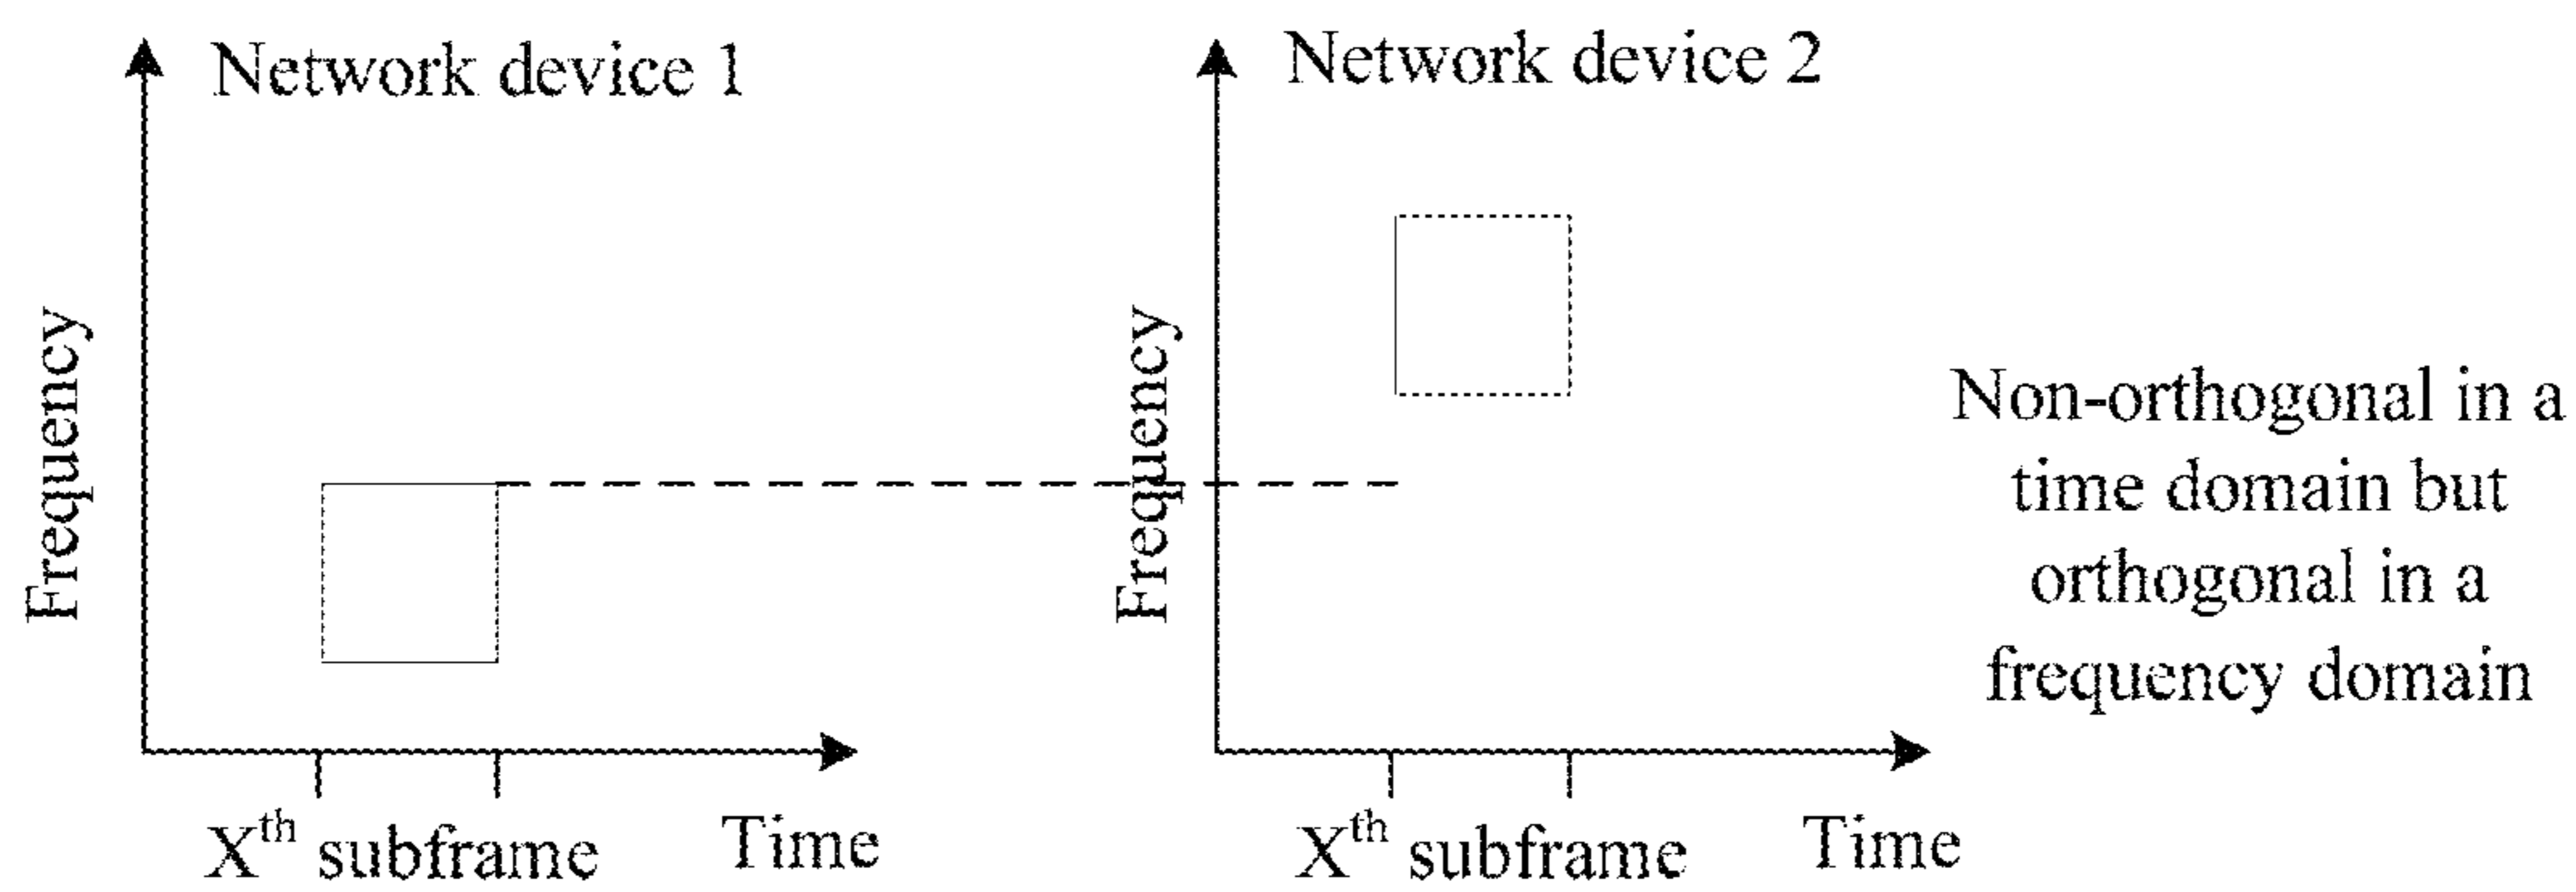 Network device 1
Frequency
Xth subframe
Time
Network device 2
Frequency
Xth subframe
Time
Non-orthogonal in a
time domain but
orthogonal in a
frequency domain